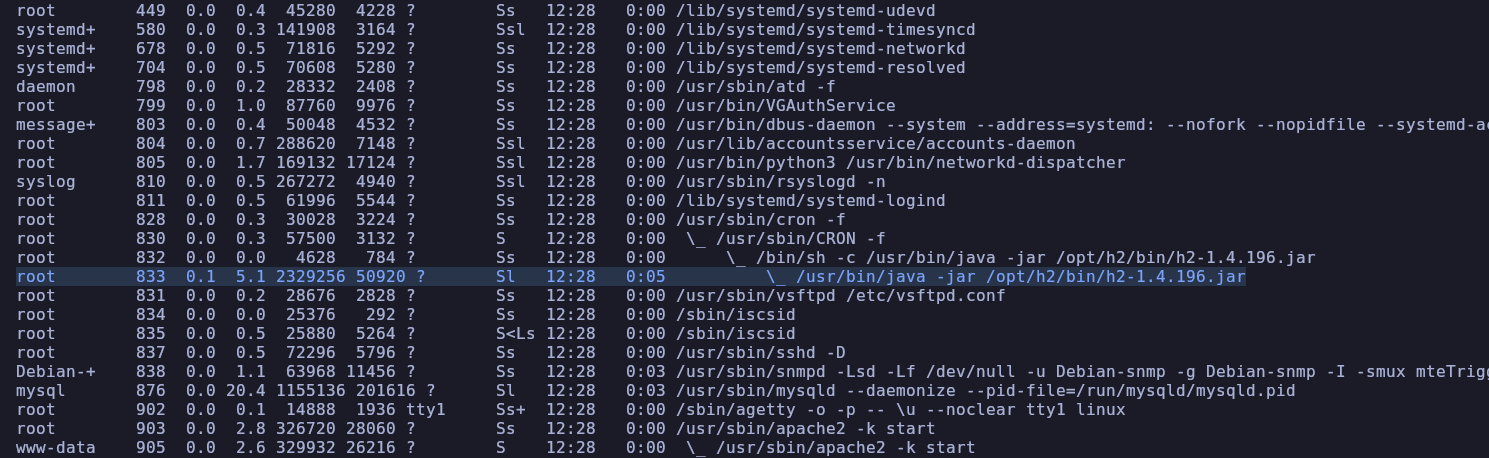 root       449  0.0  0.4  45280  4228 ?        Ss   12:28   0:00 /lib/systemd/systemd-udevd
systemd+   580  0.0  0.3 141908  3164 ?        Ssl  12:28   0:00 /lib/systemd/systemd-timesyncd
systemd+   678  0.0  0.5  71816  5292 ?        Ss   12:28   0:00 /lib/systemd/systemd-networkd
systemd+   704  0.0  0.5  70608  5280 ?        Ss   12:28   0:00 /lib/systemd/systemd-resolved
daemon     798  0.0  0.2  28332  2408 ?        Ss   12:28   0:00 /usr/sbin/atd -f
root       799  0.0  1.0  87760  9976 ?        Ss   12:28   0:00 /usr/bin/VGAuthService
message+   803  0.0  0.4  50048  4532 ?        Ss   12:28   0:00 /usr/bin/dbus-daemon --system --address=systemd: --nofork --nopidfile --systemd-ac
root       804  0.0  0.7 288620  7148 ?        Ssl  12:28   0:00 /usr/lib/accountsservice/accounts-daemon
root       805  0.0  1.7 169132 17124 ?        Ssl  12:28   0:00 /usr/bin/python3 /usr/bin/networkd-dispatcher
syslog     810  0.0  0.5 267272  4940 ?        Ssl  12:28   0:00 /usr/sbin/rsyslogd -n
root       811  0.0  0.5  61996  5544 ?        Ss   12:28   0:00 /lib/systemd/systemd-logind
root       828  0.0  0.3  30028  3224 ?        Ss   12:28   0:00 /usr/sbin/cron -f
root       830  0.0  0.3  57500  3132 ?        S    12:28   0:00  \_ /usr/sbin/CRON -f
root       832  0.0  0.0   4628   784 ?        Ss   12:28   0:00      \_ /bin/sh -c /usr/bin/java -jar /opt/h2/bin/h2-1.4.196.jar
root       833  0.1  5.1 2329256 50920 ?       Sl   12:28   0:05          \_ /usr/bin/java -jar /opt/h2/bin/h2-1.4.196.jar
root       831  0.0  0.2  28676  2828 ?        Ss   12:28   0:00 /usr/sbin/vsftpd /etc/vsftpd.conf
root       834  0.0  0.0  25376   292 ?        Ss   12:28   0:00 /sbin/iscsid
root       835  0.0  0.5  25880  5264 ?        S<Ls 12:28   0:00 /sbin/iscsid
root       837  0.0  0.5  72296  5796 ?        Ss   12:28   0:00 /usr/sbin/sshd -D
Debian-+   838  0.0  1.1  63968 11456 ?        Ss   12:28   0:03 /usr/sbin/snmpd -Lsd -Lf /dev/null -u Debian-snmp -g Debian-snmp -I -smux mteTrigg
mysql      876  0.0 20.4 1155136 201616 ?      Sl   12:28   0:03 /usr/sbin/mysqld --daemonize --pid-file=/run/mysqld/mysqld.pid
root       902  0.0  0.1  14888  1936 tty1     Ss+  12:28   0:00 /sbin/agetty -o -p -- \u --noclear tty1 linux
root       903  0.0  2.8 326720 28060 ?        Ss   12:28   0:00 /usr/sbin/apache2 -k start
www-data   905  0.0  2.6 329932 26216 ?        S    12:28   0:00  \_ /usr/sbin/apache2 -k start